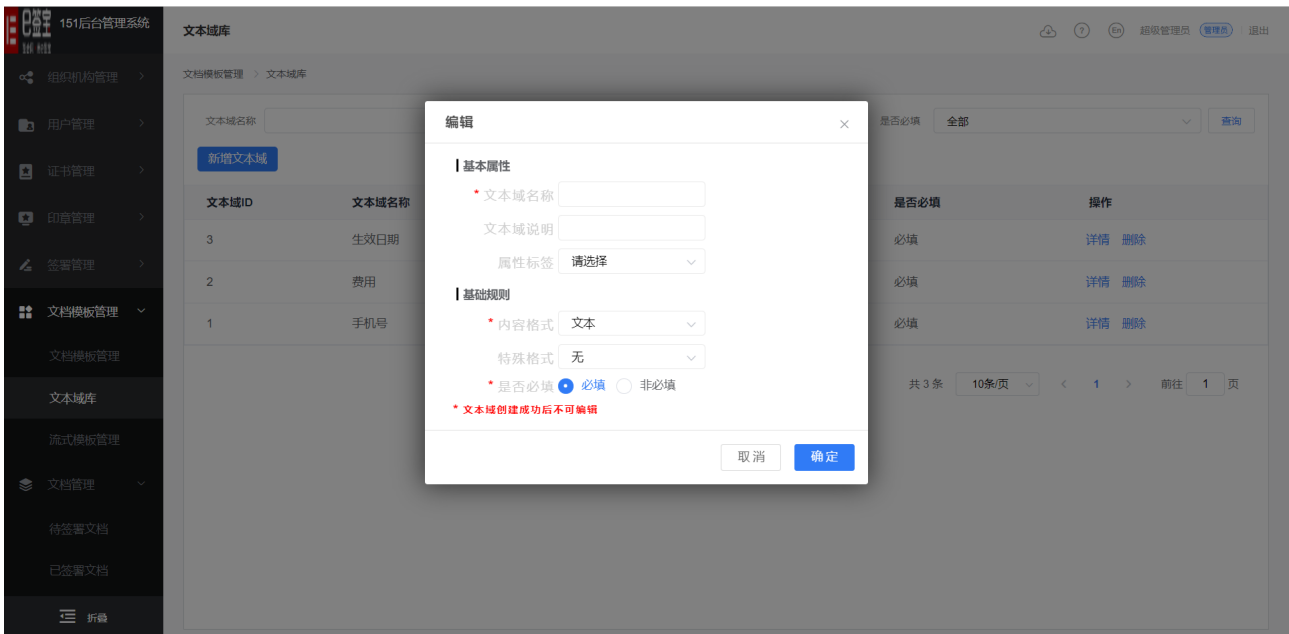 e签宝 151后台管理系统
文本域库
En 超级管理员 管理员 退出
组织机构管理
用户管理
证书管理
印章管理
签署管理
文档模板管理
文档模板管理
文本域库
流式模板管理
文档管理
待签署文档
已签署文档
折叠
文档模板管理 > 文本域库
文本域名称
是否必填 全部 查询
新增文本域
文本域ID 文本域名称 是否必填 操作
3 生效日期 必填 详情 删除
2 费用 必填 详情 删除
1 手机号 必填 详情 删除
共 3 条 10条/页 < 1 > 前往 1 页
编辑
基本属性
* 文本域名称
文本域说明
属性标签 请选择
基础规则
* 内容格式 文本
特殊格式 无
* 是否必填 必填 非必填
* 文本域创建成功后不可编辑
取消 确定